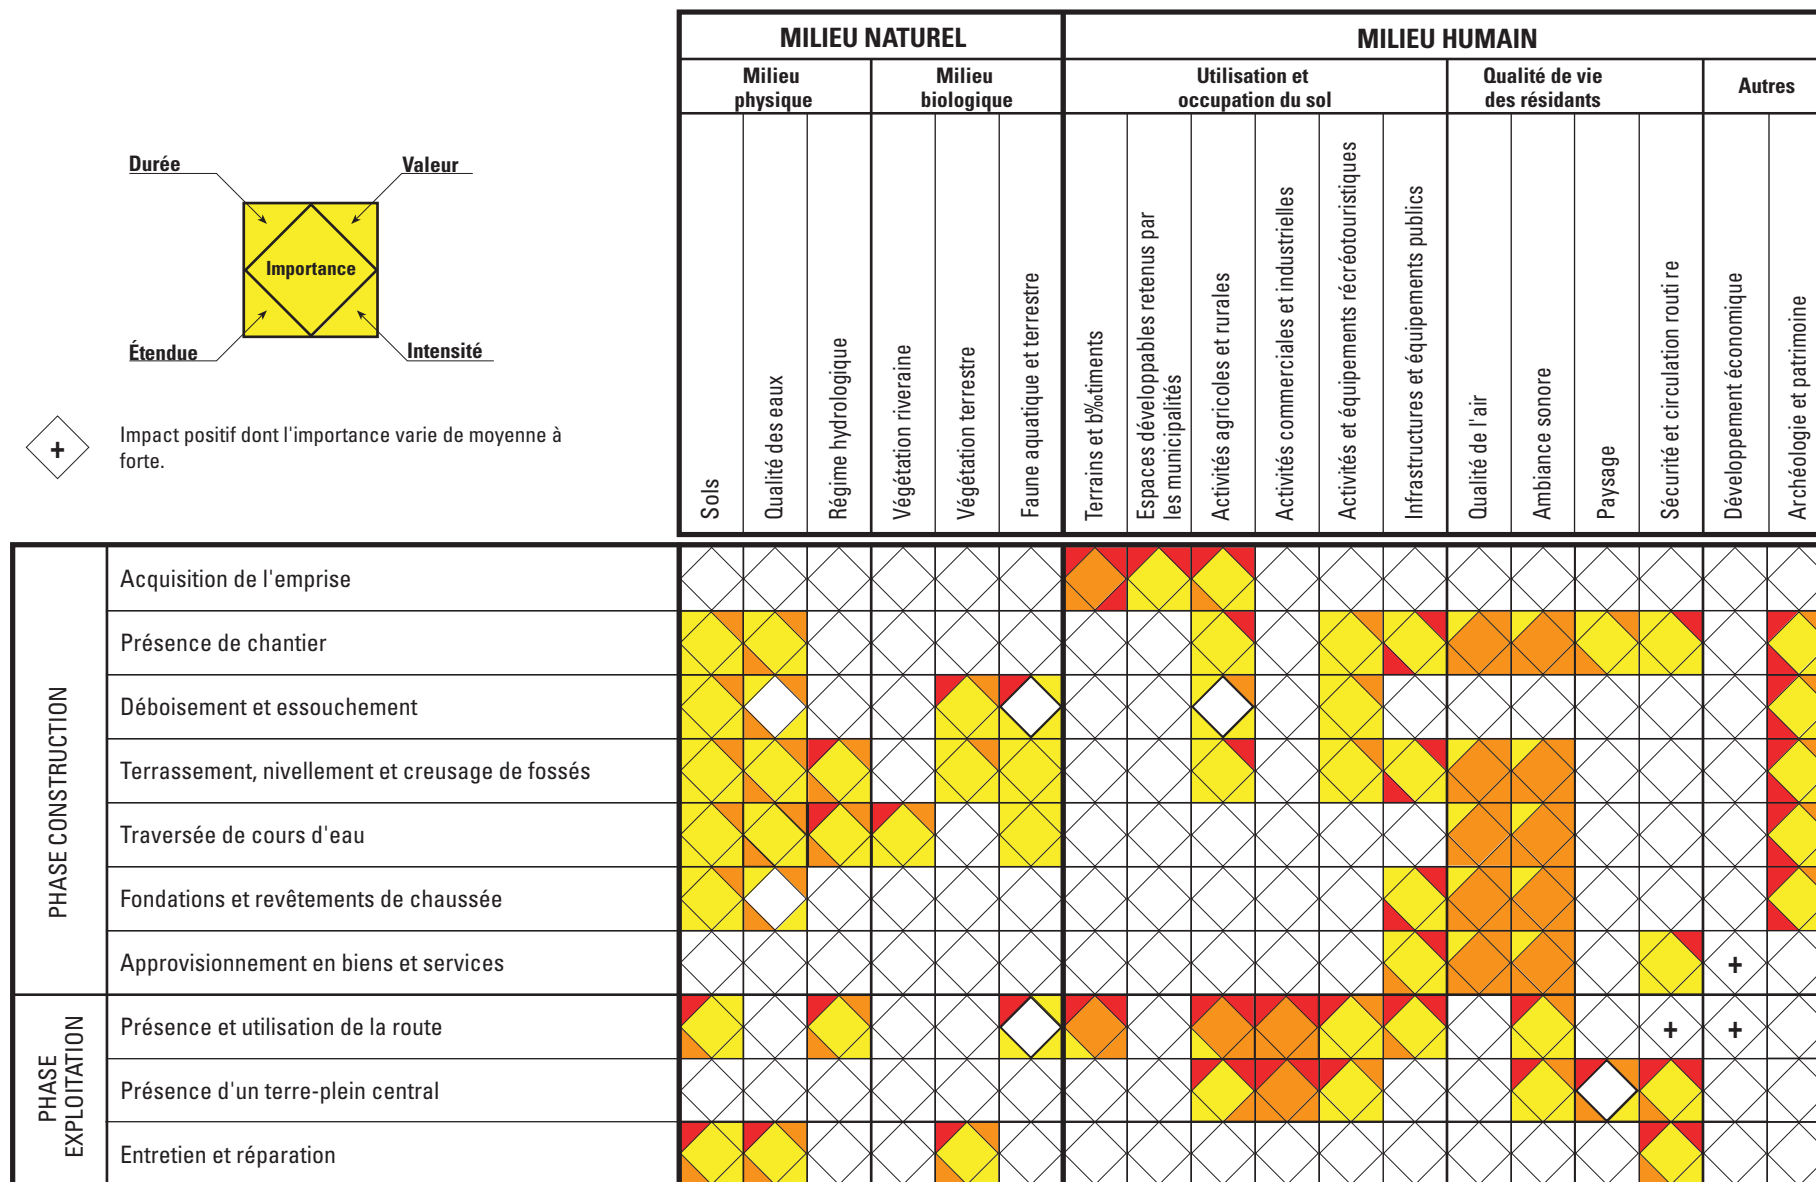 MILIEU NATUREL
MILIEU HUMAIN
Milieu
physique
Milieu
biologique
Utilisation et
occupation du sol
Qualité de vie
des résidants
Autres
Durée
Valeur
Importance
Étendue
Intensité
+
Impact positif dont l'importance varie de moyenne à
forte.
Sols
Qualité des eaux
Régime hydrologique
Végétation riveraine
Végétation terrestre
Faune aquatique et terrestre
Terrains et b‰timents
Espaces développables retenus par
les municipalités
Activités agricoles et rurales
Activités commerciales et industrielles
Activités et équipements récréotouristiques
Infrastructures et équipements publics
Qualité de l'air
Ambiance sonore
Paysage
Sécurité et circulation routi re
Développement économique
Archéologie et patrimoine
PHASE CONSTRUCTION
Acquisition de l'emprise
Présence de chantier
Déboisement et essouchement
Terrassement, nivellement et creusage de fossés
Traversée de cours d'eau
Fondations et revêtements de chaussée
Approvisionnement en biens et services
+
PHASE
EXPLOITATION
Présence et utilisation de la route
+
+
Présence d'un terre-plein central
Entretien et réparation